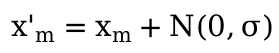 x'ₘ = xₘ + N(0, σ)